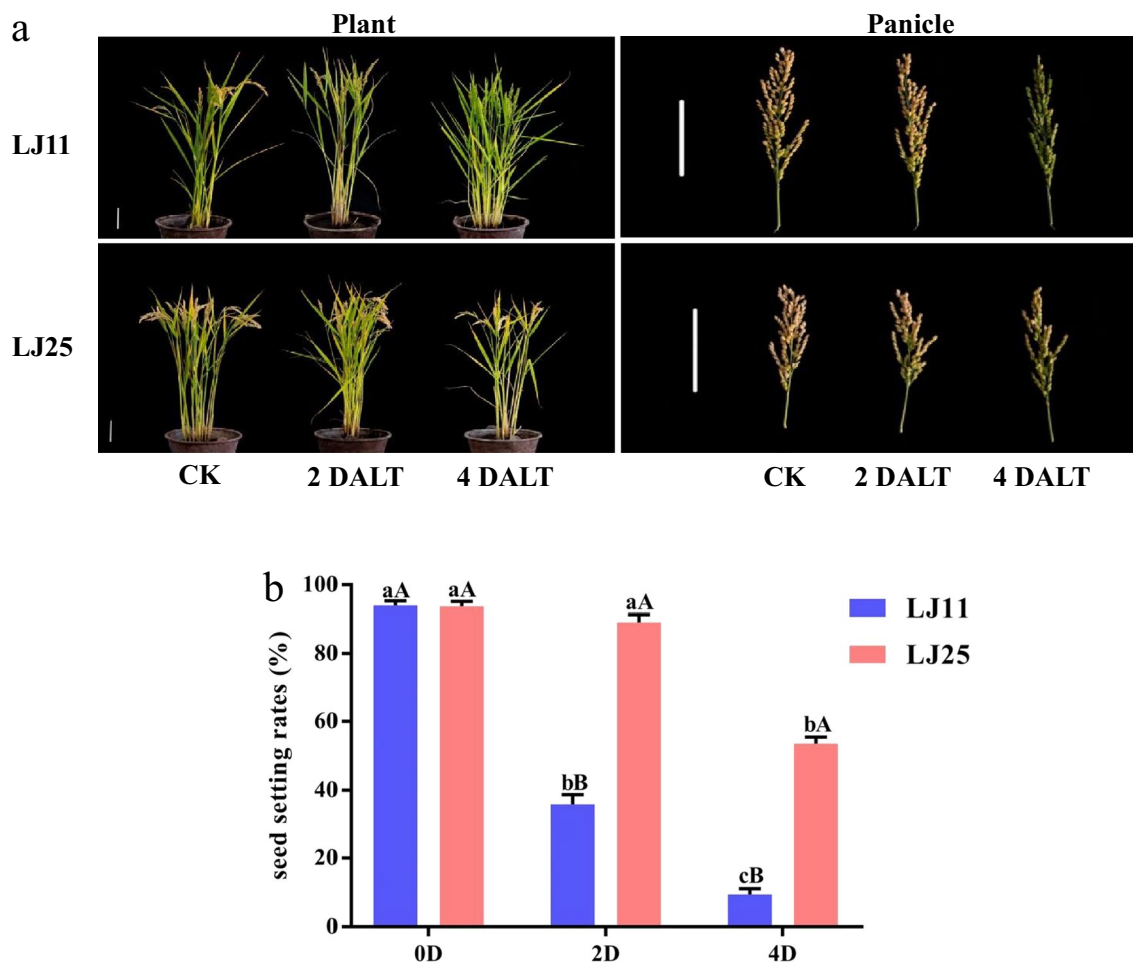 a
Plant
Panicle
LJ11
LJ25
CK
2 DALT
4 DALT
CK
2 DALT
4 DALT
b
seed setting rates (%)
100
80
60
40
20
0
aA
aA
bB
aA
cB
bA
0D
2D
4D
LJ11
LJ25